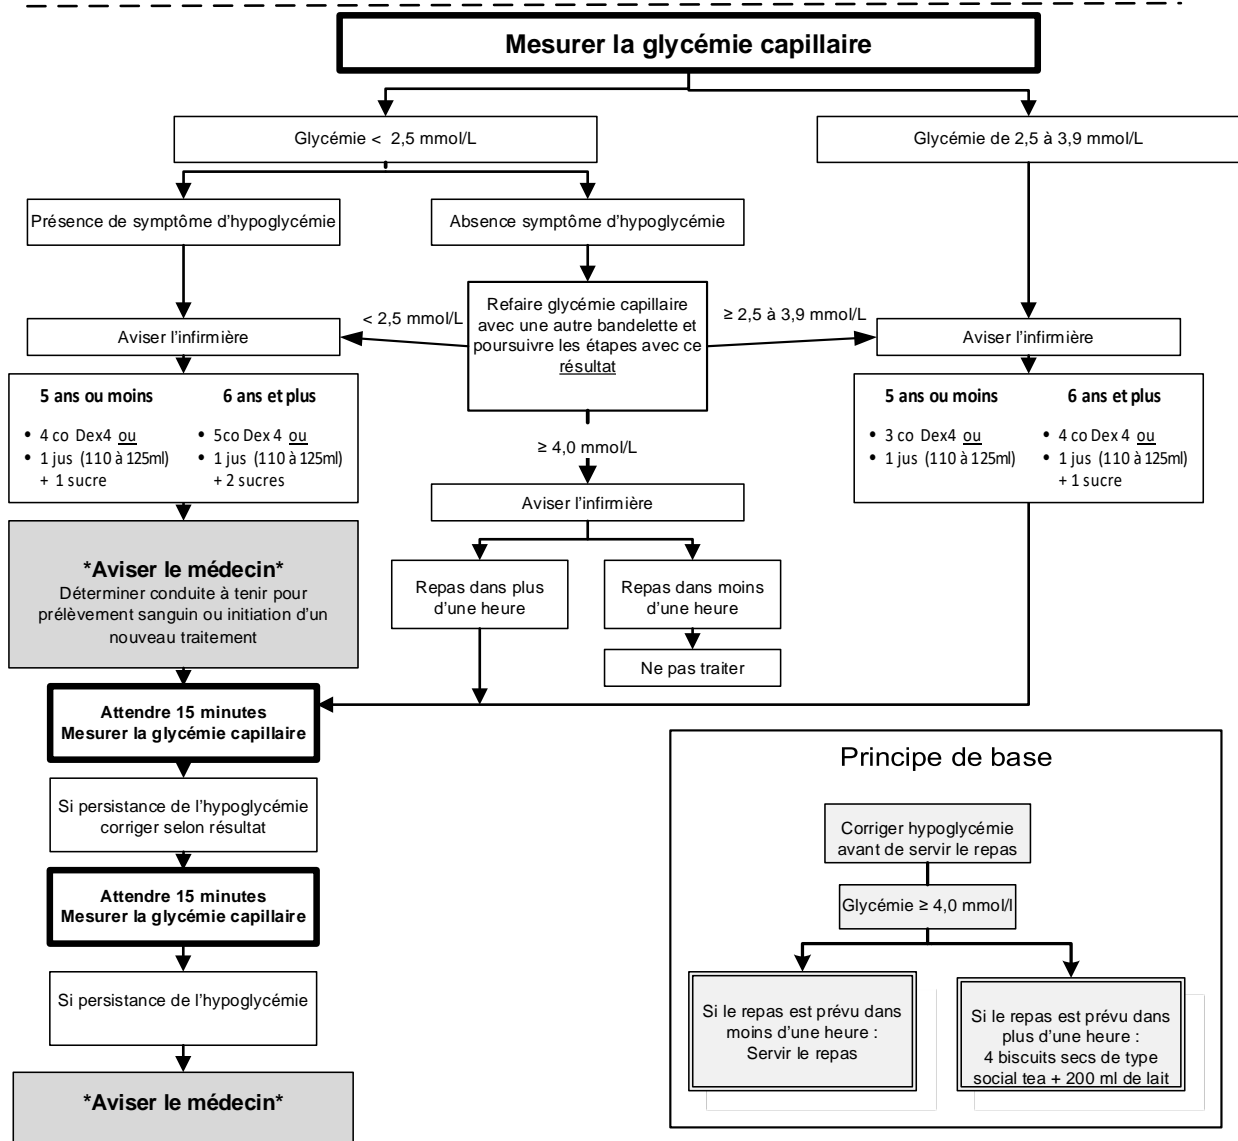 Mesurer la glycémie capillaire
Glycémie < 2,5 mmol/L
Glycémie de 2,5 à 3,9 mmol/L
Présence de symptôme d'hypoglycémie
Absence symptôme d'hypoglycémie
Refaire glycémie capillaire
avec une autre bandelette et
poursuivre les étapes avec ce
résultat
< 2,5 mmol/L
≥ 2,5 à 3,9 mmol/L
Aviser l'infirmière
Aviser l'infirmière
5 ans ou moins
• 4 co Dex4 ou
• 1 jus (110 à 125ml)
+ 1 sucre
6 ans et plus
• 5co Dex 4 ou
• 1 jus (110 à 125ml)
+ 2 sucres
5 ans ou moins
• 3 co Dex4 ou
• 1 jus (110 à 125ml)
6 ans et plus
• 4 co Dex 4 ou
• 1 jus (110 à 125ml)
+ 1 sucre
≥ 4,0 mmol/L
Aviser l'infirmière
*Aviser le médecin*
Déterminer conduite à tenir pour
prélèvement sanguin ou initiation d'un
nouveau traitement
Repas dans plus
d'une heure
Repas dans moins
d'une heure
Ne pas traiter
Attendre 15 minutes
Mesurer la glycémie capillaire
Si persistance de l'hypoglycémie
corriger selon résultat
Attendre 15 minutes
Mesurer la glycémie capillaire
Si persistance de l'hypoglycémie
*Aviser le médecin*
Principe de base
Corriger hypoglycémie
avant de servir le repas
Glycémie ≥ 4,0 mmol/l
Si le repas est prévu dans
moins d'une heure :
Servir le repas
Si le repas est prévu dans
plus d'une heure :
4 biscuits secs de type
social tea + 200 ml de lait